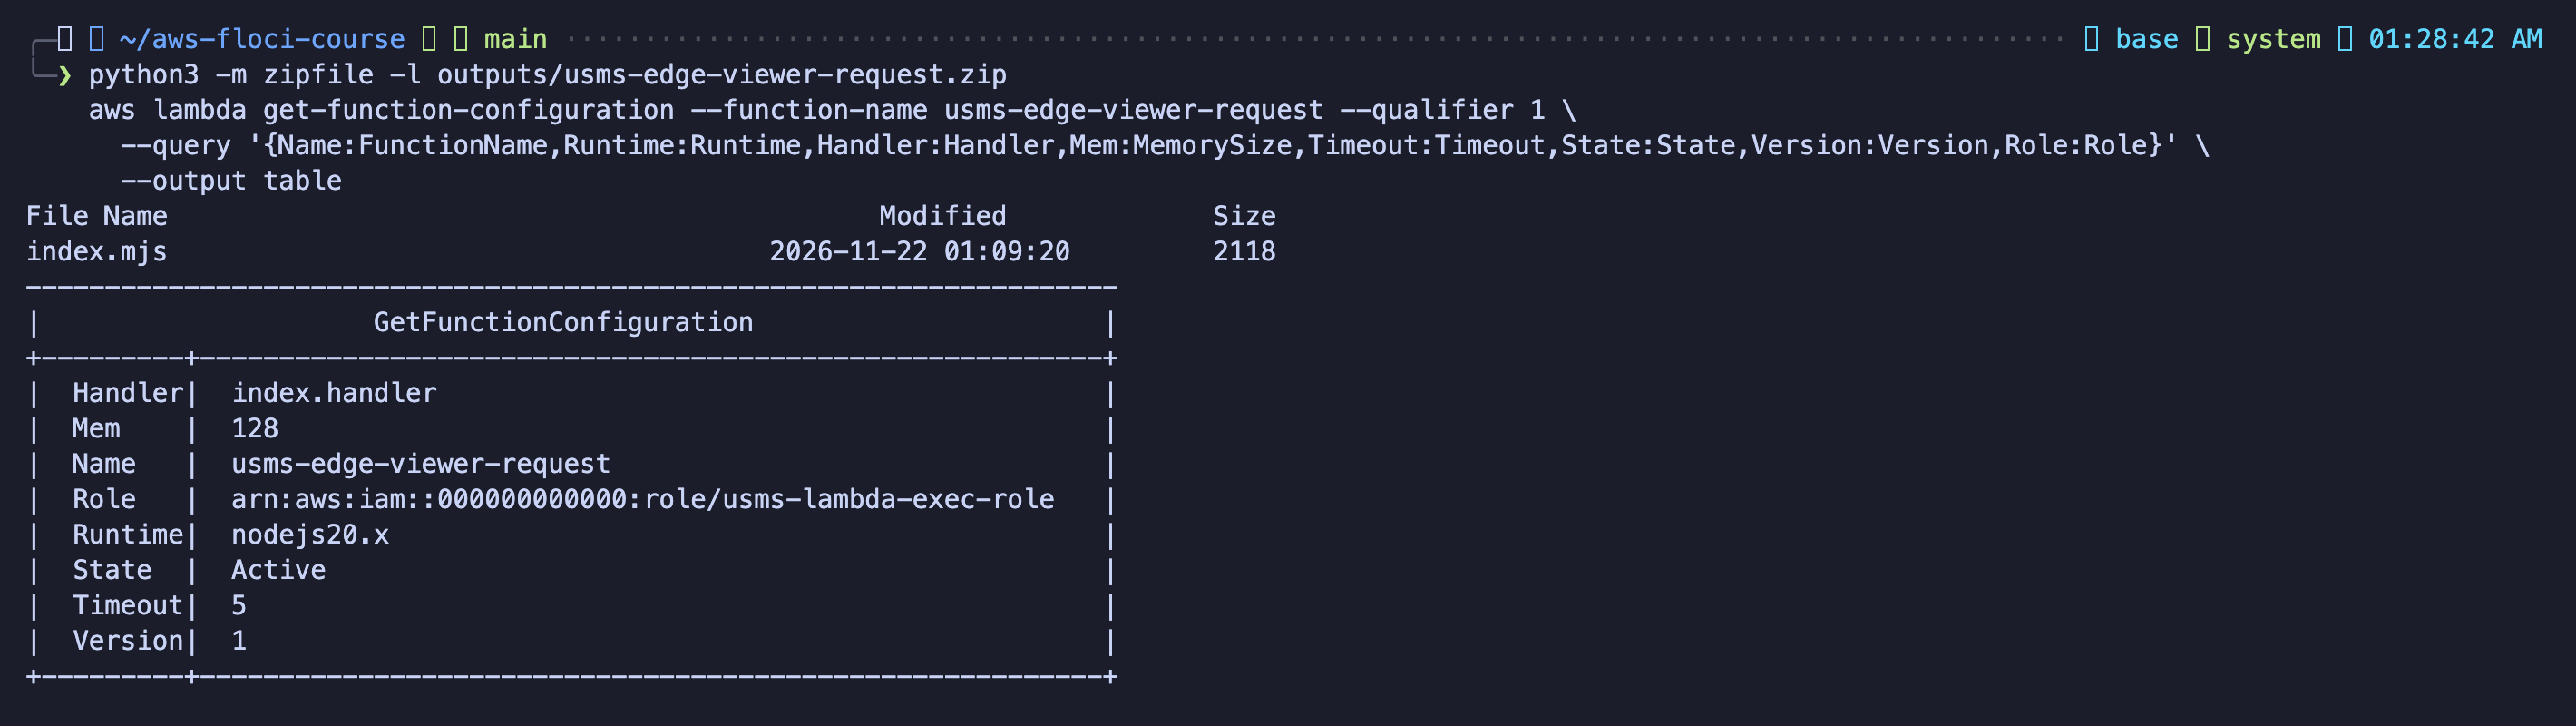 ~/aws-floci-course main base system 01:28:42 AM
❯ python3 -m zipfile -l outputs/usms-edge-viewer-request.zip
aws lambda get-function-configuration --function-name usms-edge-viewer-request --qualifier 1 \
--query '{Name:FunctionName,Runtime:Runtime,Handler:Handler,Mem:MemorySize,Timeout:Timeout,State:State,Version:Version,Role:Role}' \
--output table
File Name Modified Size
index.mjs 2026-11-22 01:09:20 2118
| GetFunctionConfiguration |
| Handler| index.handler |
| Mem | 128 |
| Name | usms-edge-viewer-request |
| Role | arn:aws:iam::000000000000:role/usms-lambda-exec-role |
| Runtime| nodejs20.x |
| State | Active |
| Timeout| 5 |
| Version| 1 |